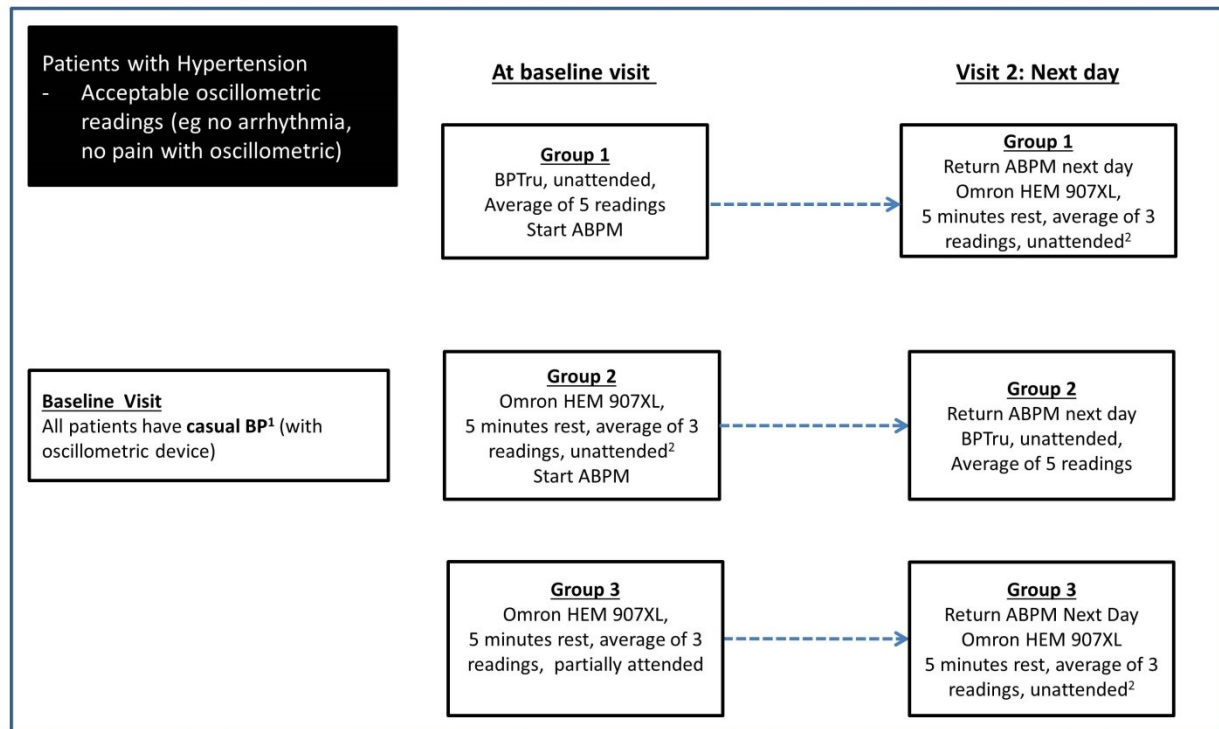 Patients with Hypertension
- Acceptable oscillometric
readings (eg no arrhythmia,
no pain with oscillometric)
At baseline visit
Visit 2: Next day
Group 1
BPTru, unattended,
Average of 5 readings
Start ABPM
Group 1
Return ABPM next day
Omron HEM 907XL,
5 minutes rest, average of 3
readings, unattended²
Baseline Visit
All patients have casual BP¹ (with
oscillometric device)
Group 2
Omron HEM 907XL,
5 minutes rest, average of 3
readings, unattended²
Start ABPM
Group 2
Return ABPM next day
BPTru, unattended,
Average of 5 readings
Group 3
Omron HEM 907XL,
5 minutes rest, average of 3
readings, partially attended
Group 3
Return ABPM Next Day
Omron HEM 907XL
5 minutes rest, average of 3
readings, unattended²